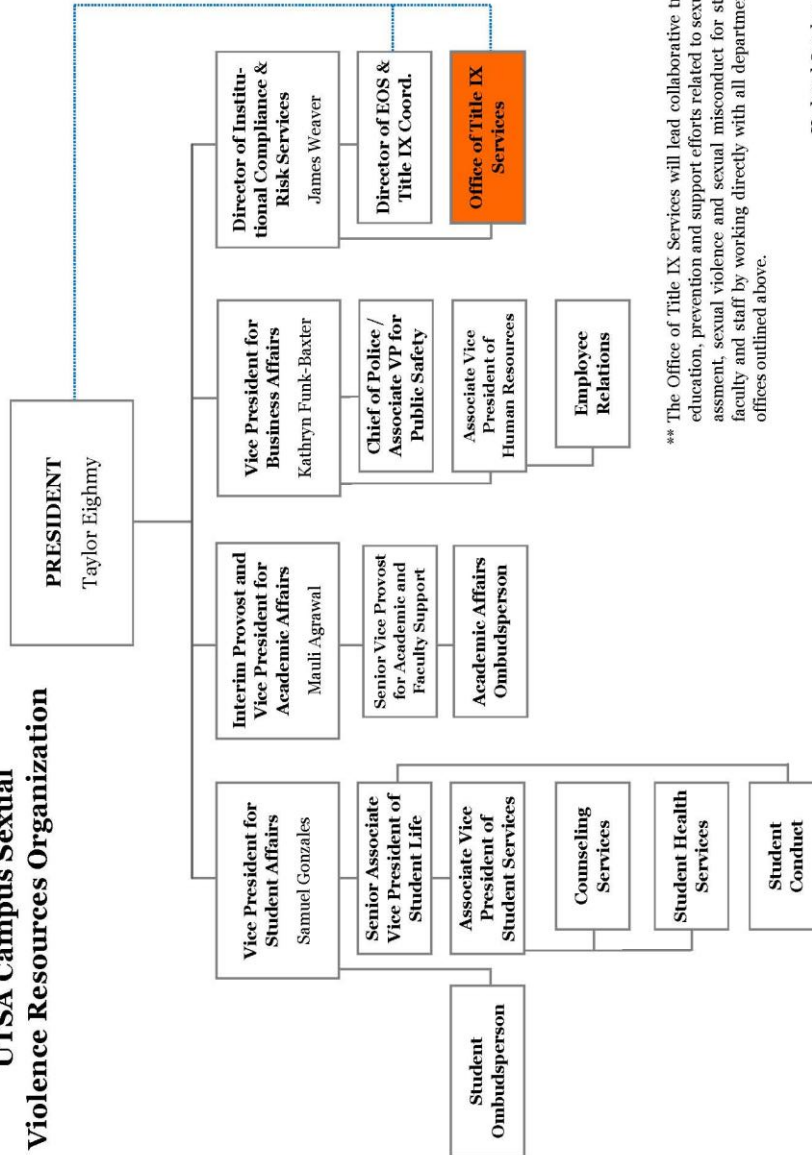 UTSA Campus Sexual
Violence Resources Organization
PRESIDENT
Taylor Eighmy
Vice President for
Student Affairs
Samuel Gonzales
Student
Ombudsperson
Senior Associate
Vice President of
Student Life
Associate Vice
President of
Student Services
Counseling
Services
Student Health
Services
Student
Conduct
Interim Provost and
Vice President for
Academic Affairs
Mauli Agrawal
Senior Vice Provost
for Academic and
Faculty Support
Academic Affairs
Ombudsperson
Vice President for
Business Affairs
Kathryn Funk-Baxter
Chief of Police /
Associate VP for
Public Safety
Associate Vice
President of
Human Resources
Employee
Relations
Director of Institu-
tional Compliance &
Risk Services
James Weaver
Director of EOS &
Title IX Coord.
Office of Title IX
Services
** The Office of Title IX Services will lead collaborative
education, prevention and support efforts related to
assment, sexual violence and sexual misconduct for
faculty and staff by working directly with all
offices outlined above.